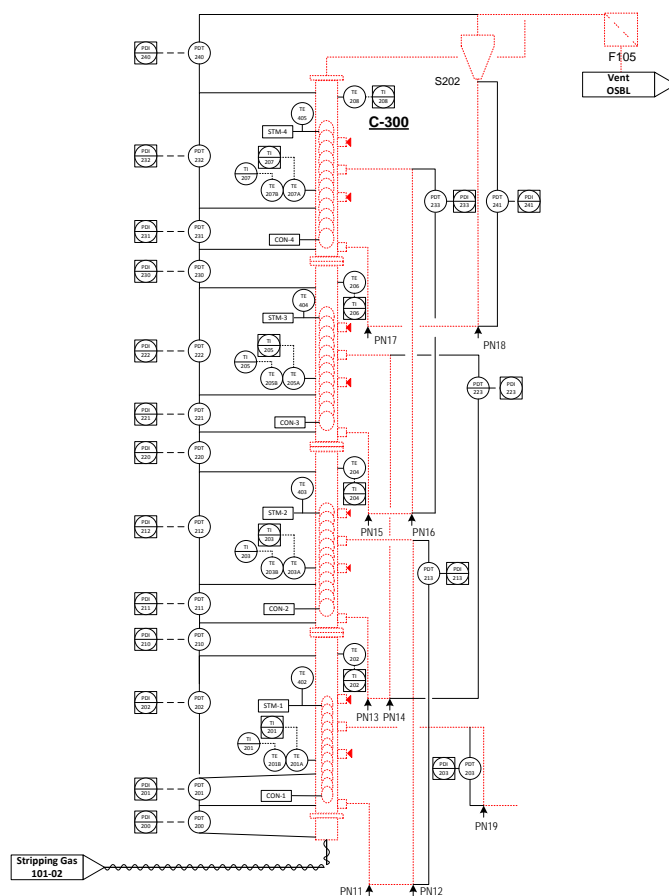 PDI
240
PDT
240
F105
Vent
OSBL
S202
TE
208
TI
208
C-300
TE
405
STM-4
PDI
232
PDT
232
TI
207
TI
207
TE
207B
TE
207A
PDT
233
PDI
233
PDT
241
PDI
241
PDI
231
PDT
231
CON-4
PDI
230
PDT
230
TE
206
TE
404
TI
206
STM-3
PN17
PN18
PDI
222
PDT
222
TI
205
TI
205
TE
205B
TE
205A
PDT
223
PDI
223
PDI
221
PDT
221
CON-3
PDI
220
PDT
220
TE
204
TE
403
TI
204
STM-2
PN15
PN16
PDI
212
PDT
212
TI
203
TI
203
TE
203B
TE
203A
PDT
213
PDI
213
PDI
211
PDT
211
CON-2
PDI
210
PDT
210
TE
202
TE
402
TI
202
PDI
202
PDT
202
STM-1
PN13
PN14
TI
201
TI
201
TE
201B
TE
201A
PDI
203
PDT
203
PDI
201
PDT
201
CON-1
PN19
PDI
200
PDT
200
Stripping Gas
101-02
PN11
PN12